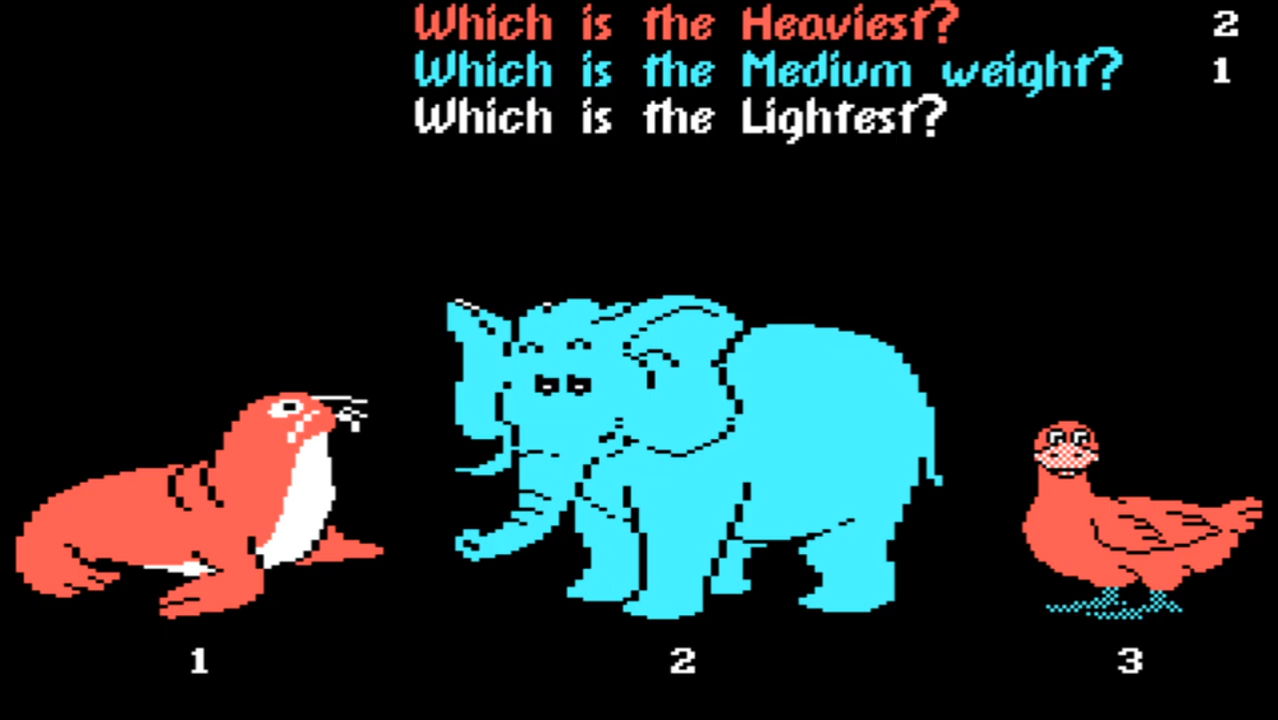 Which is the Heaviest? 2
Which is the Medium weight? 1
Which is the Lightest?
1 2 3